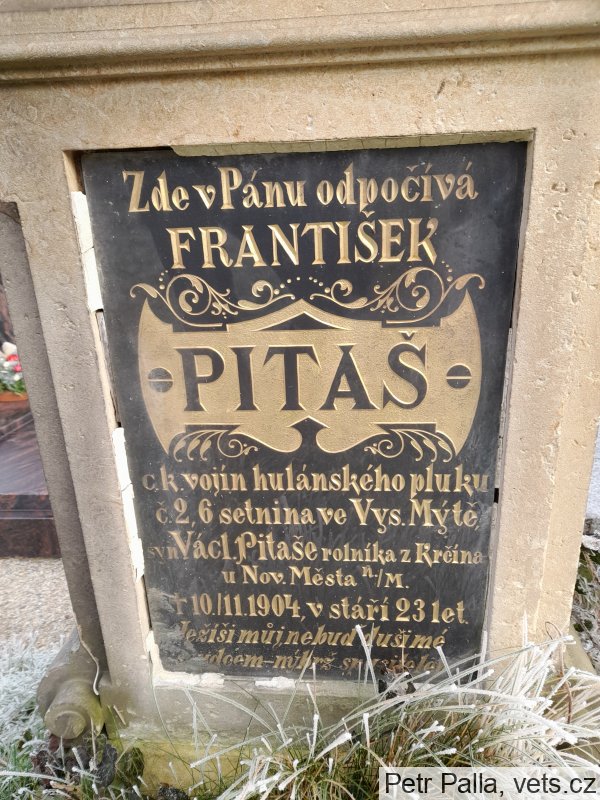 Zde v Pánu odpočívá
FRANTIŠEK
PITAŠ
c.k. vojín hulánského pluku
č. 2, 6 setnina ve Vys. Mýtě,
syn Václ. Pitaše rolníka z Krčína
u Nov. Města n./M.
† 10./11. 1904, v stáří 23 let.
Ježíši můj nebuď duši mé
Petr Palla, vets.cz